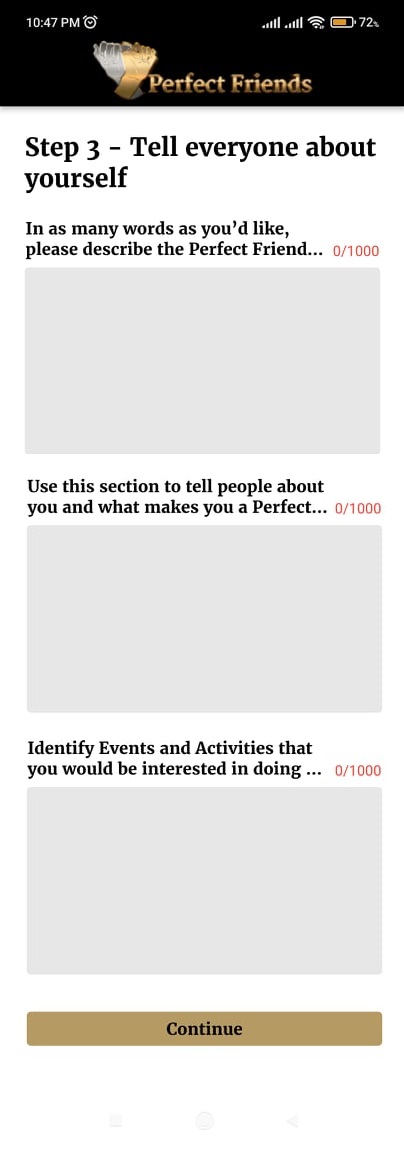 10:47 PM
72%
Perfect Friends
Step 3 - Tell everyone about
yourself
In as many words as you’d like,
please describe the Perfect Friend...
0/1000
Use this section to tell people about
you and what makes you a Perfect...
0/1000
Identify Events and Activities that
you would be interested in doing ...
0/1000
Continue